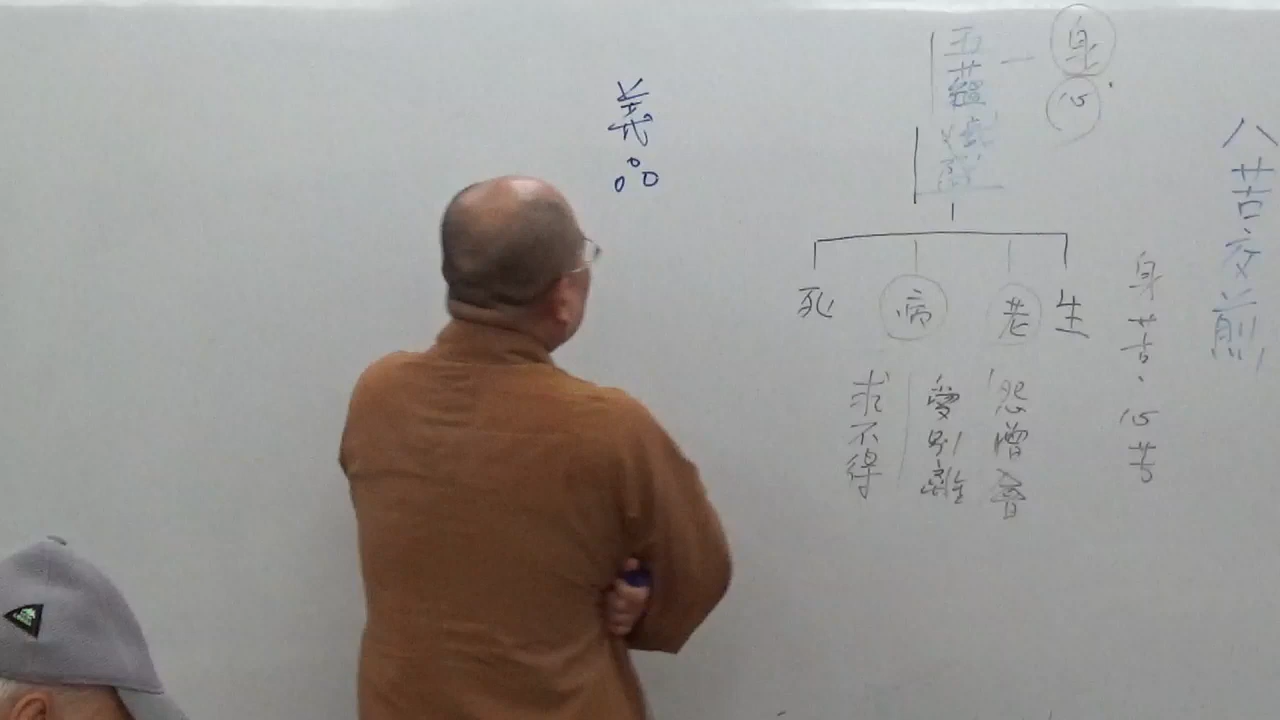 八苦交煎
身苦、心苦
身心
五蘊熾盛
生
老
病
死
怨憎會
愛別離
求不得